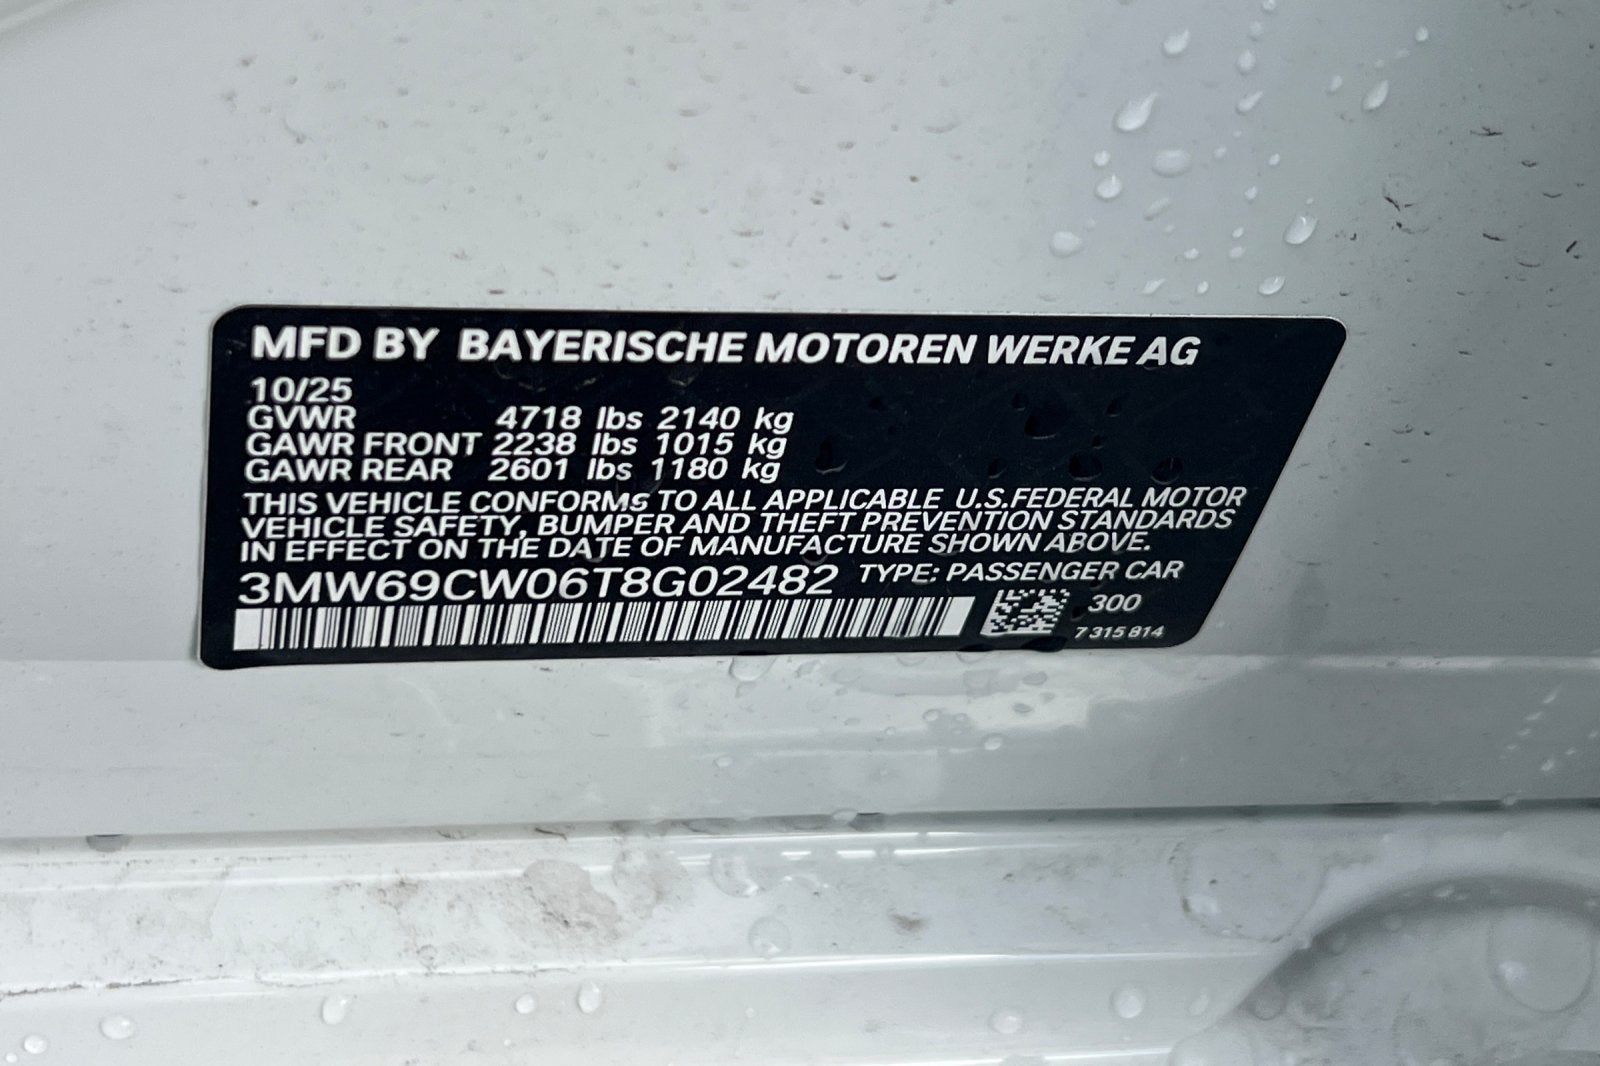 MFD BY BAYERISCHE MOTOREN WERKE AG
10/25
GVWR 4718 lbs 2140 kg
GAWR FRONT 2238 lbs 1015 kg
GAWR REAR 2601 lbs 1180 kg
THIS VEHICLE CONFORMS TO ALL APPLICABLE U.S.FEDERAL MOTOR
VEHICLE SAFETY, BUMPER AND THEFT PREVENTION STANDARDS
IN EFFECT ON THE DATE OF MANUFACTURE SHOWN ABOVE.
3MW69CW06T8G02482 TYPE: PASSENGER CAR
300
7 315 814